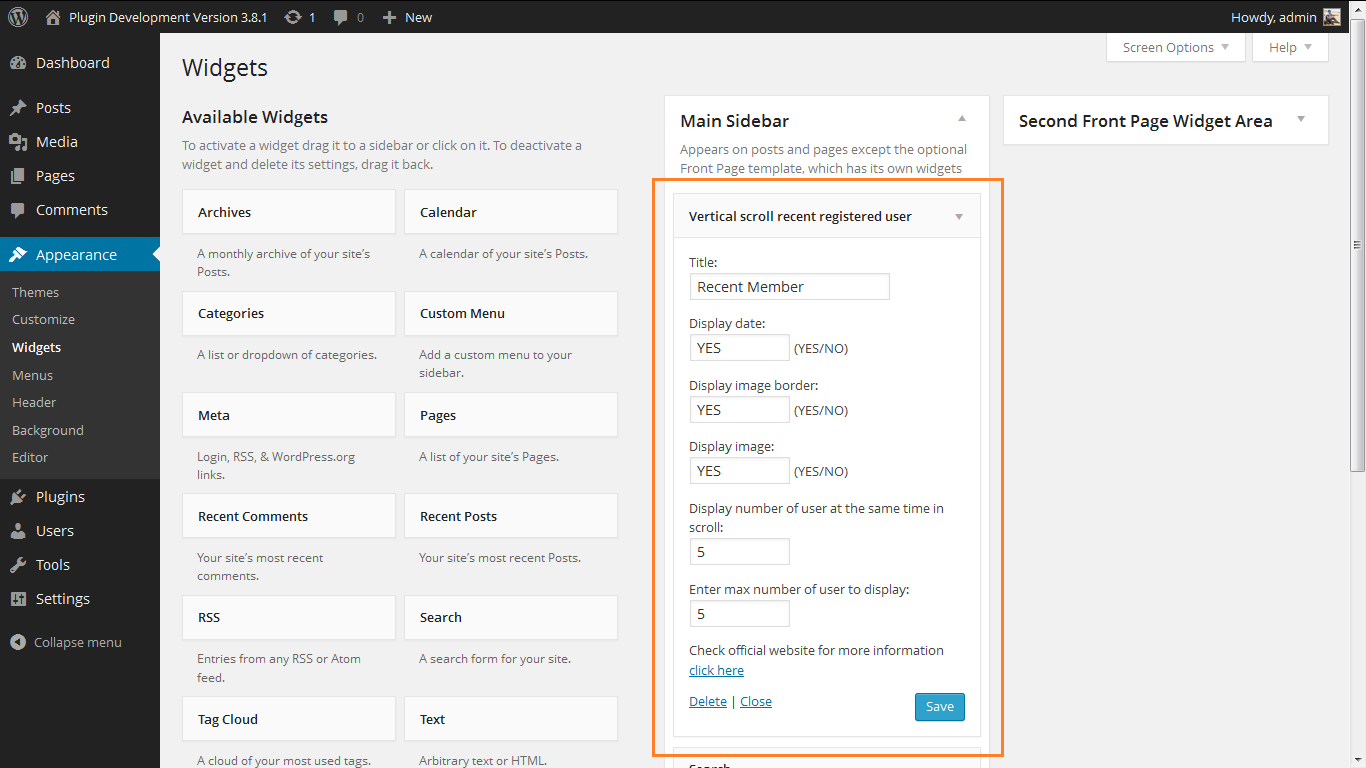 Plugin Development Version 3.8.1
1
0
New
Howdy, admin
Dashboard
Posts
Media
Pages
Comments
Appearance
Themes
Customize
Widgets
Menus
Header
Background
Editor
Plugins
Users
Tools
Settings
Collapse menu
Screen Options
Help
Widgets
Available Widgets
To activate a widget drag it to a sidebar or click on it. To deactivate a
widget and delete its settings, drag it back.
Archives
A monthly archive of your site's
Posts.
Calendar
A calendar of your site's Posts.
Categories
A list or dropdown of categories.
Custom Menu
Add a custom menu to your
sidebar.
Meta
Login, RSS, & WordPress.org
links.
Pages
A list of your site's Pages.
Recent Comments
Your site's most recent
comments.
Recent Posts
Your site's most recent Posts.
RSS
Entries from any RSS or Atom
feed.
Search
A search form for your site.
Tag Cloud
A cloud of your most used tags.
Text
Arbitrary text or HTML.
Main Sidebar
Appears on posts and pages except the optional
Front Page template, which has its own widgets
Vertical scroll recent registered user
Title:
Recent Member
Display date:
YES (YES/NO)
Display image border:
YES (YES/NO)
Display image:
YES (YES/NO)
Display number of user at the same time in
scroll:
5
Enter max number of user to display:
5
Check official website for more information
click here
Delete | Close
Save
Search
Second Front Page Widget Area